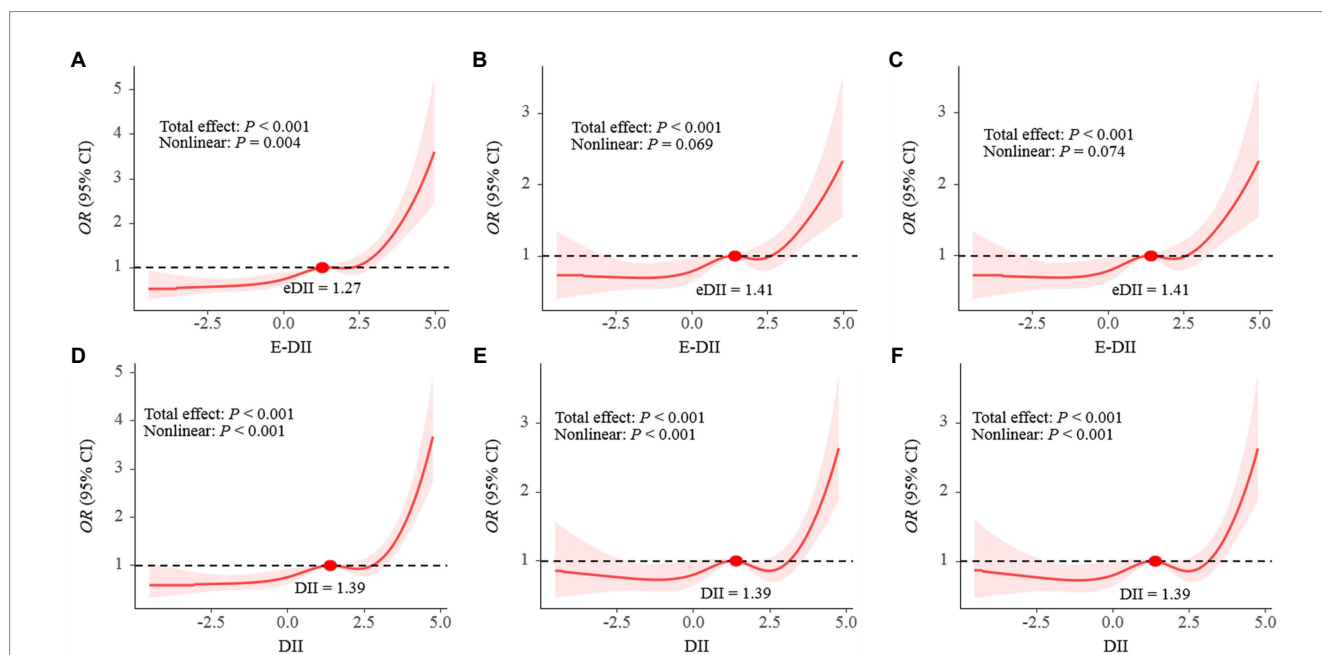 A
5
4
3
2
1
OR (95% CI)
Total effect: P < 0.001
Nonlinear: P = 0.004
eDII = 1.27
-2.5
0.0
2.5
5.0
E-DII
B
3
2
1
OR (95% CI)
Total effect: P < 0.001
Nonlinear: P = 0.069
eDII = 1.41
-2.5
0.0
2.5
5.0
E-DII
C
3
2
1
OR (95% CI)
Total effect: P < 0.001
Nonlinear: P = 0.074
eDII = 1.41
-2.5
0.0
2.5
5.0
E-DII
D
5
4
3
2
1
OR (95% CI)
Total effect: P < 0.001
Nonlinear: P < 0.001
DII = 1.39
-2.5
0.0
2.5
5.0
DII
E
3
2
1
OR (95% CI)
Total effect: P < 0.001
Nonlinear: P < 0.001
DII = 1.39
-2.5
0.0
2.5
5.0
DII
F
3
2
1
OR (95% CI)
Total effect: P < 0.001
Nonlinear: P < 0.001
DII = 1.39
-2.5
0.0
2.5
5.0
DII